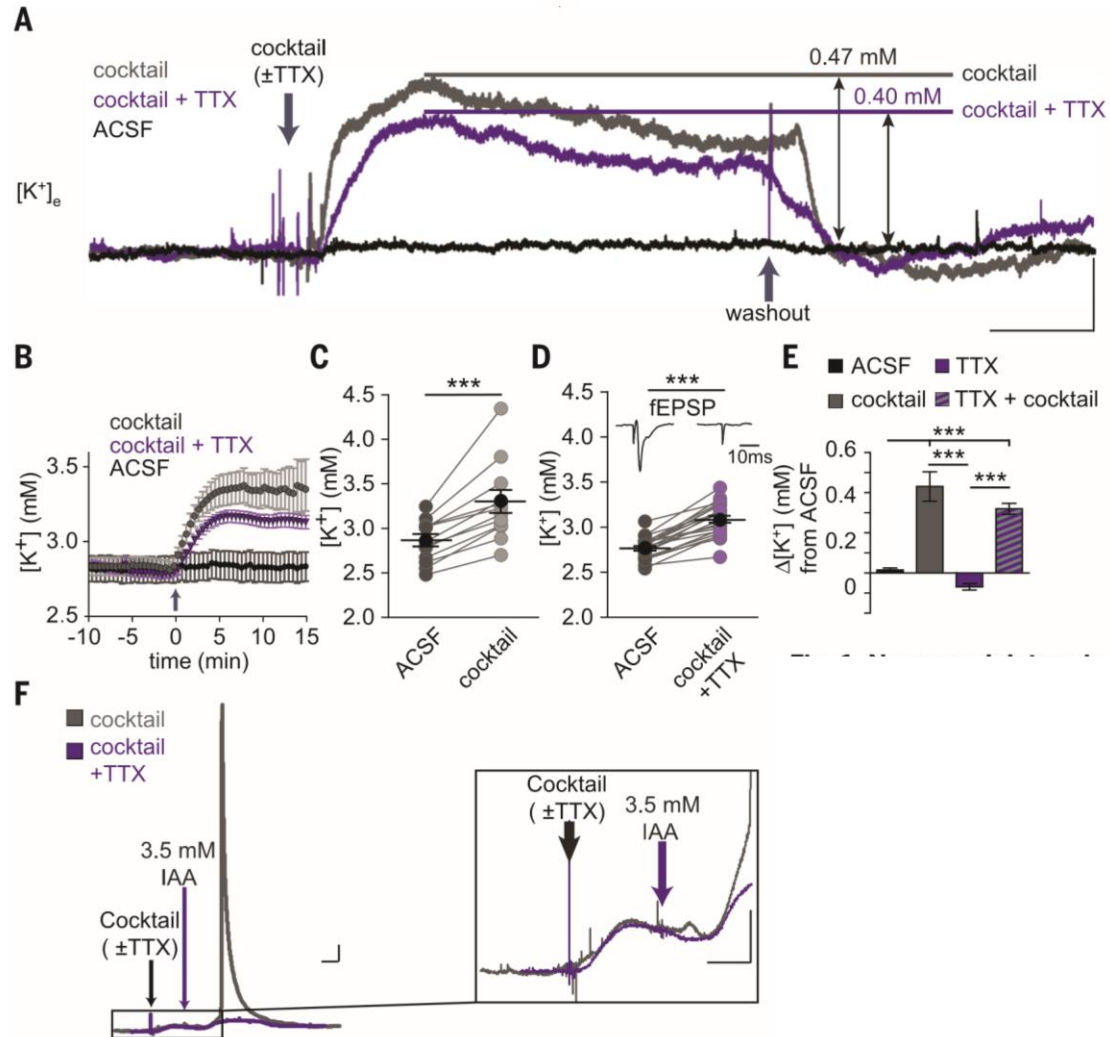 A
cocktail
cocktail + TTX
ACSF
cocktail
(±TTX)
0.47 mM
cocktail
0.40 mM
cocktail + TTX
[K⁺]ₑ
washout
B
cocktail
cocktail + TTX
ACSF
[K⁺] (mM)
3.5
3.0
2.5
-10
-5
0
5
10
15
time (min)
C
[K⁺] (mM)
4.5
4.0
3.5
3.0
2.5
2.0
***
ACSF
cocktail
D
[K⁺] (mM)
4.5
4.0
3.5
3.0
2.5
2.0
***
fEPSP
10ms
ACSF
cocktail
+TTX
E
ACSF
TTX
cocktail
TTX + cocktail
Δ[K⁺] (mM)
from ACSF
0.6
0.4
0.2
0
***
***
***
F
cocktail
cocktail
+TTX
3.5 mM
IAA
Cocktail
( ±TTX)
Cocktail
( ±TTX)
3.5 mM
IAA